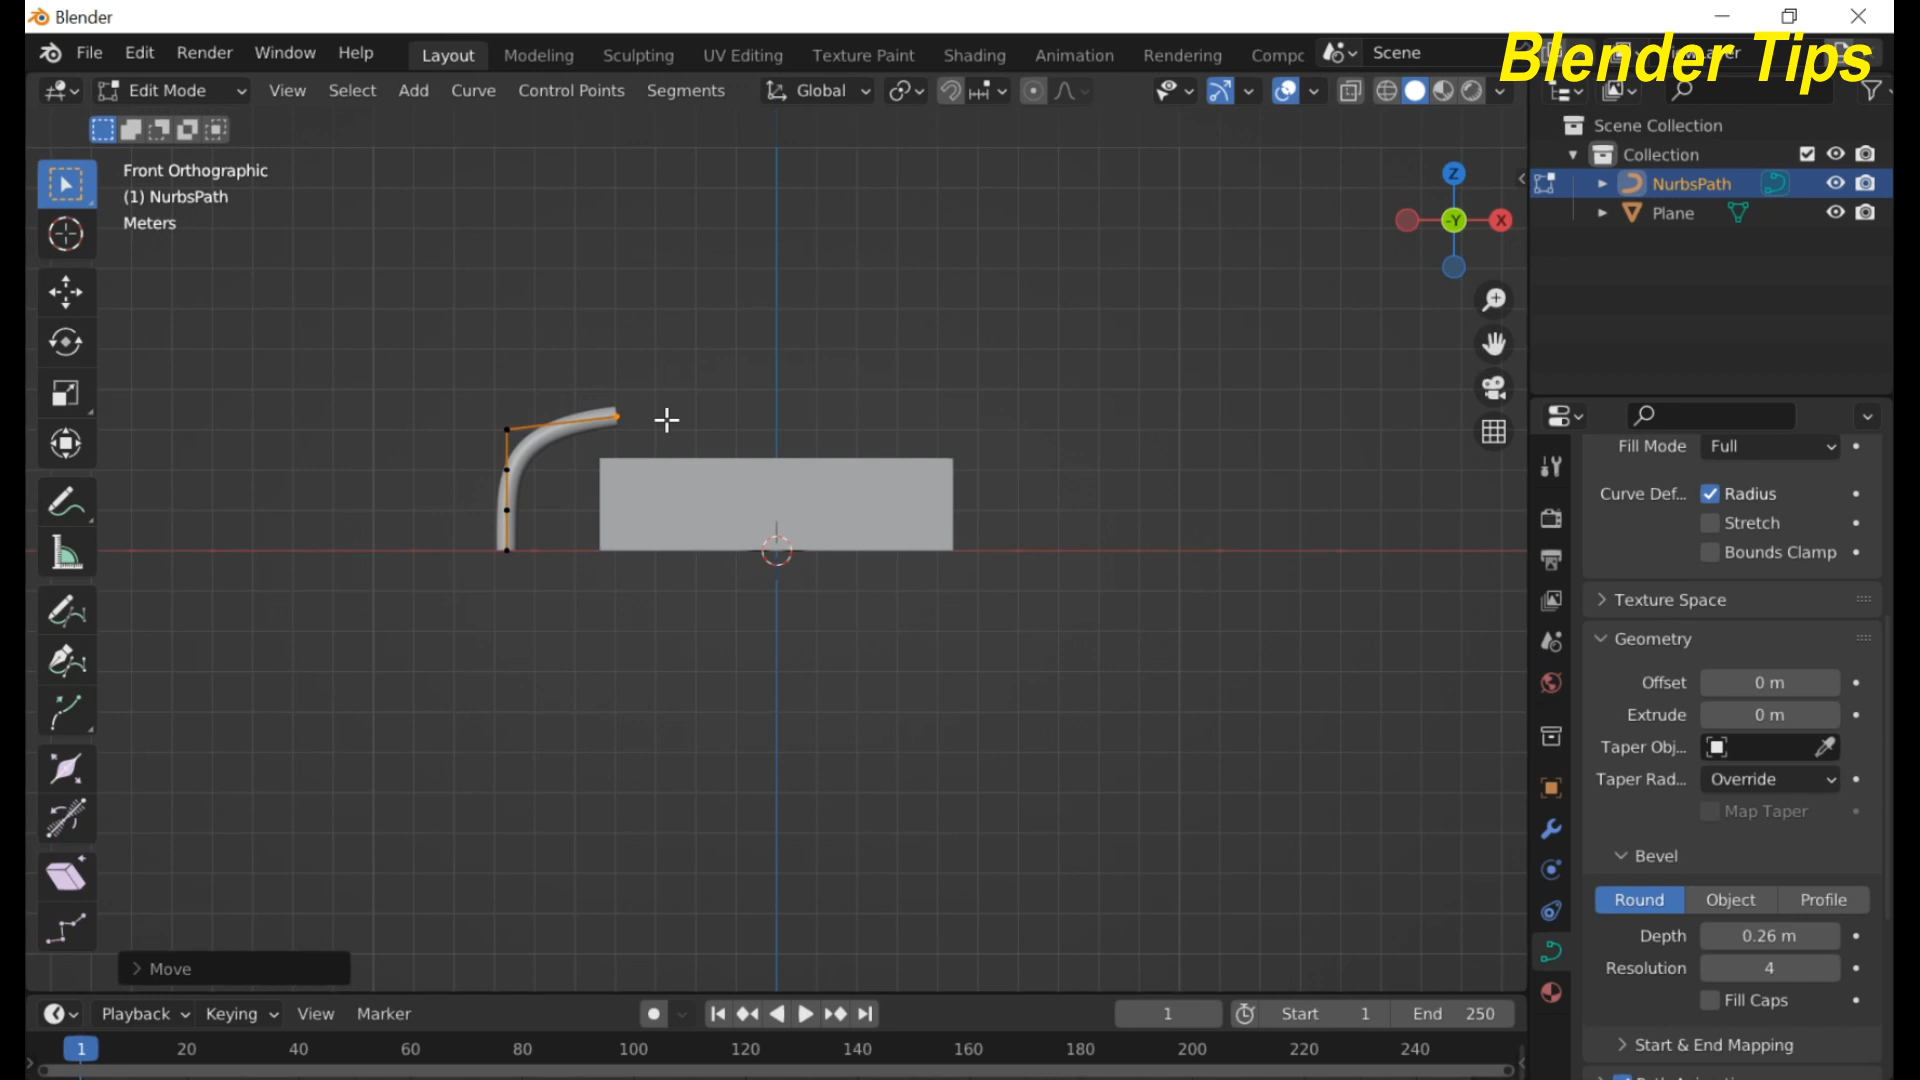 Blender
File Edit Render Window Help Layout Modeling Sculpting UV Editing Texture Paint Shading Animation Rendering Compc Scene
Blender Tips
Edit Mode View Select Add Curve Control Points Segments Global
Front Orthographic
(1) NurbsPath
Meters
Z
-Y
X
Scene Collection
Collection
NurbsPath
Plane
Fill Mode Full
Curve Def... Radius
Stretch
Bounds Clamp
Texture Space
Geometry
Offset 0 m
Extrude 0 m
Taper Obj...
Taper Rad... Override
Map Taper
Bevel
Round Object Profile
Depth 0.26 m
Resolution 4
Fill Caps
Start & End Mapping
Move
Playback Keying View Marker 1 Start 1 End 250
1 20 40 60 80 100 120 140 160 180 200 220 240